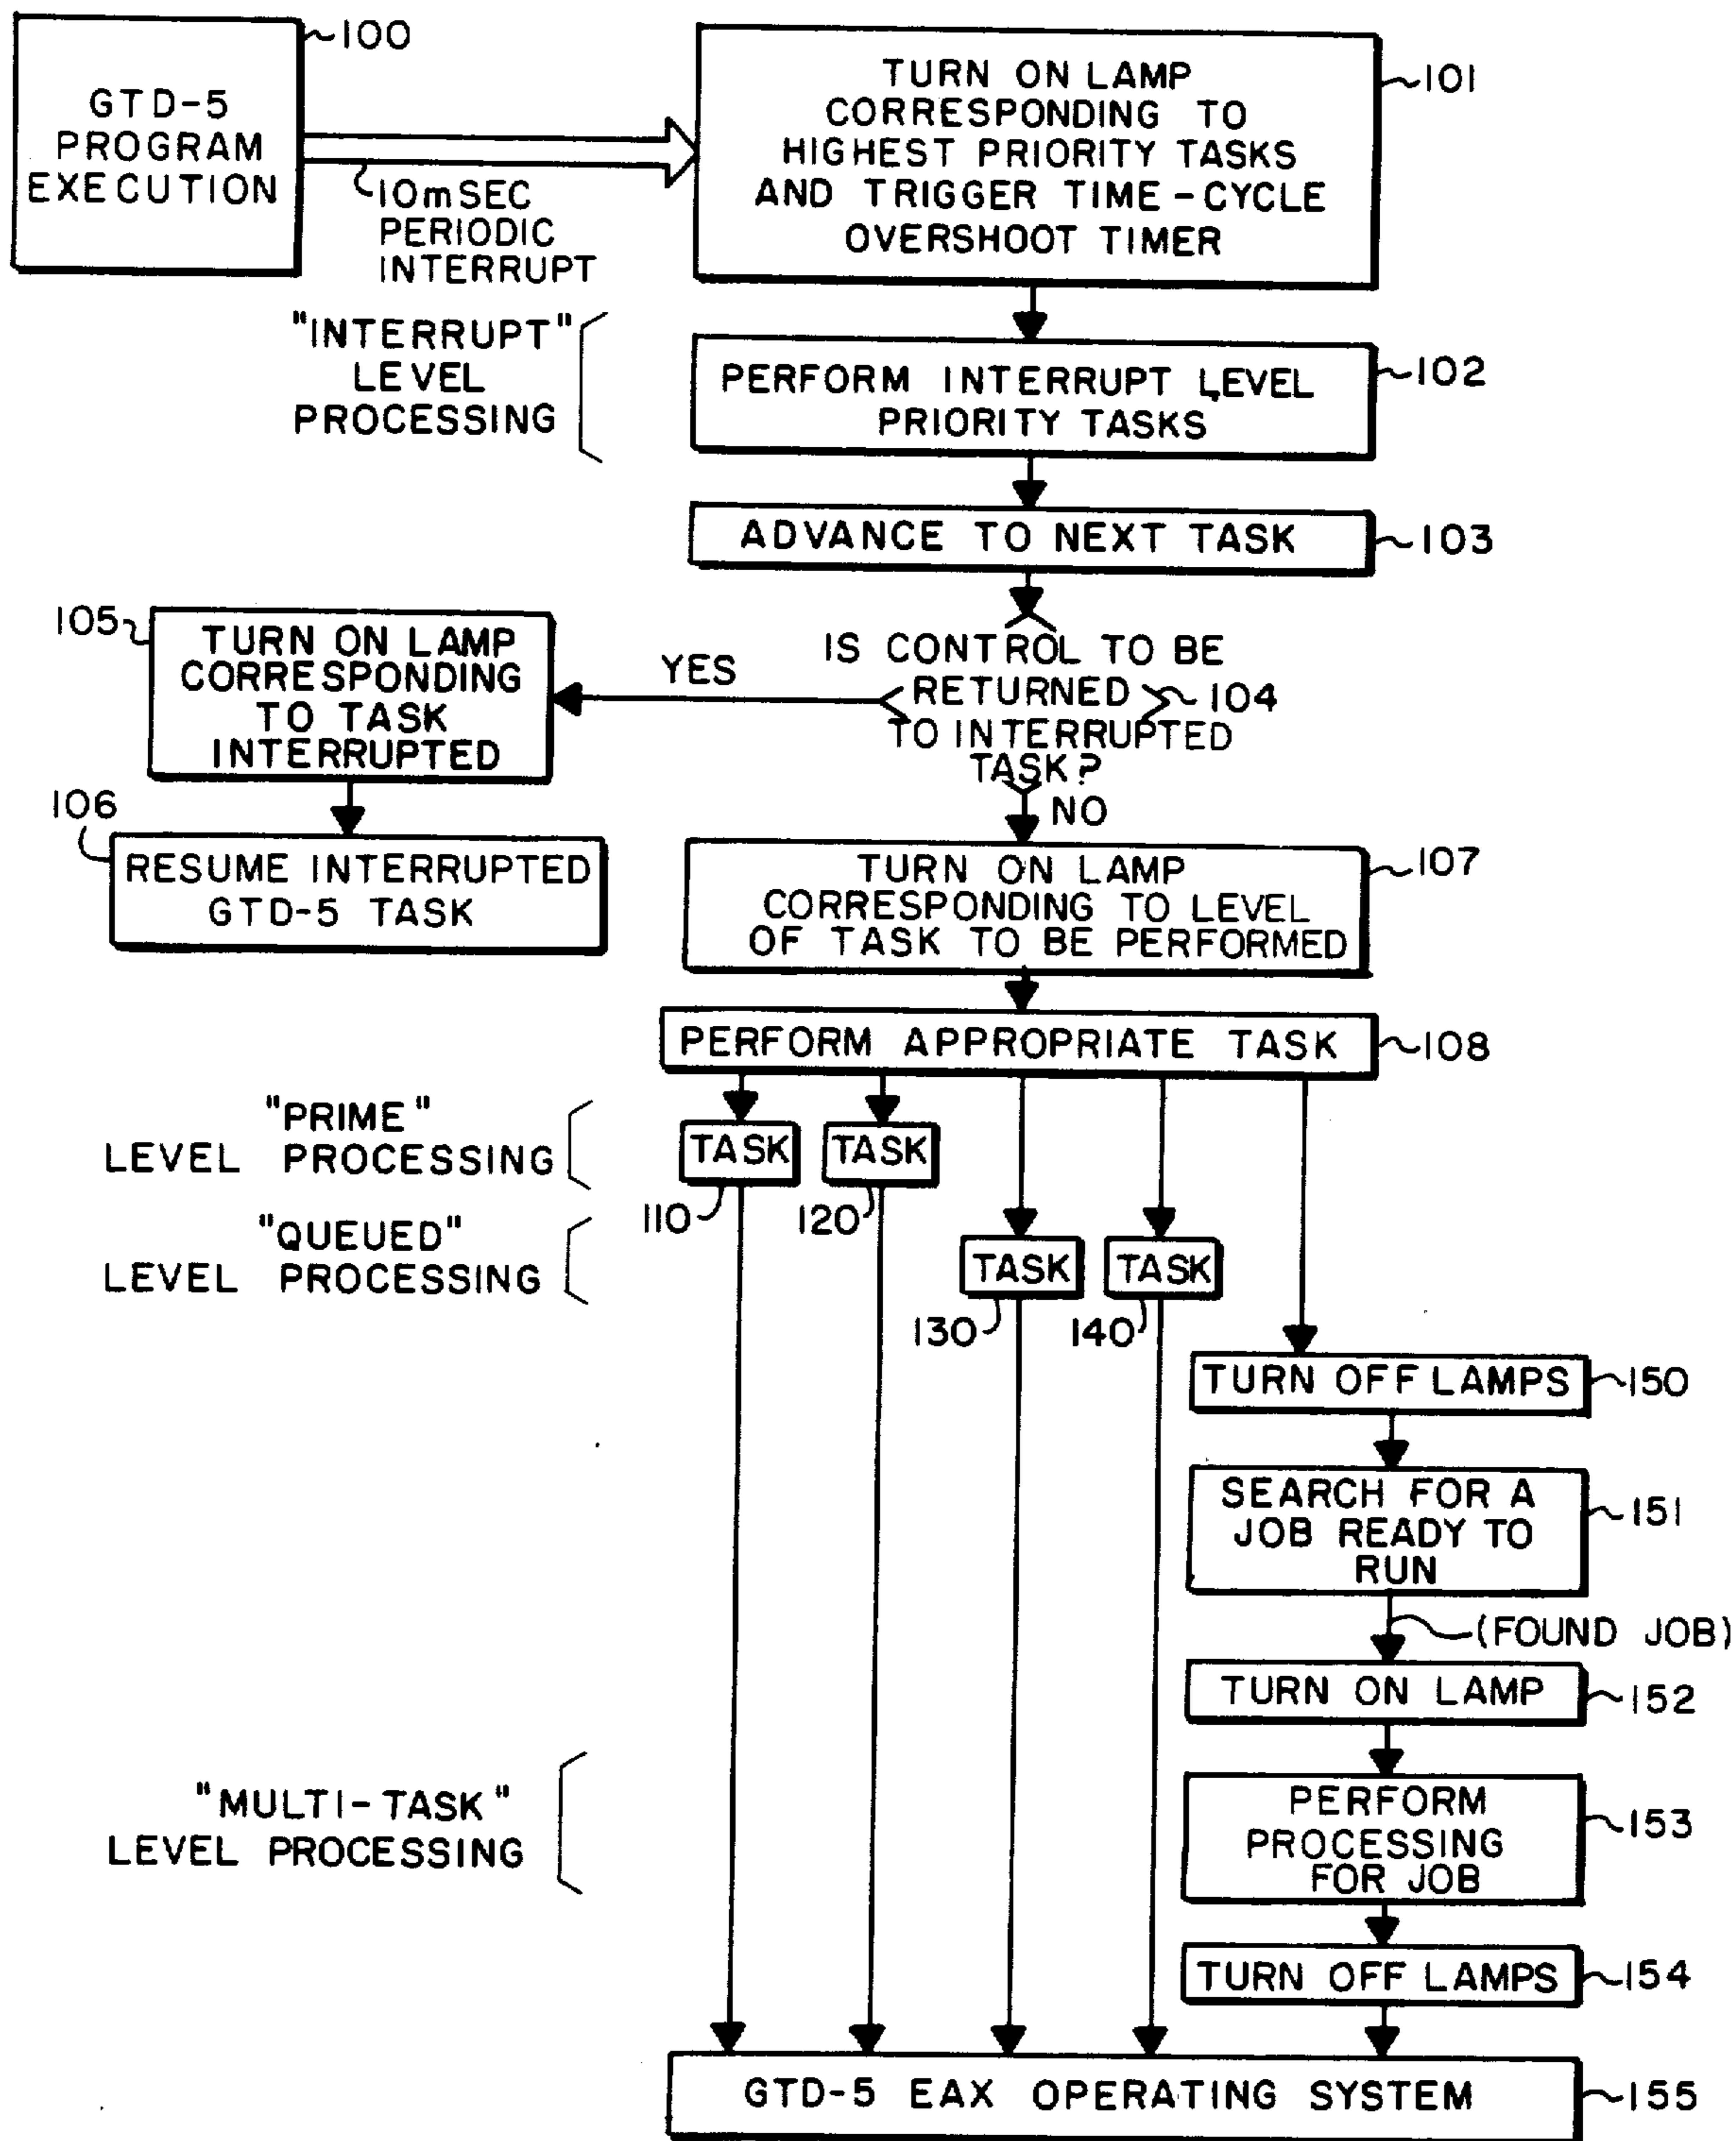 GTD-5
PROGRAM
EXECUTION
100
10mSEC
PERIODIC
INTERRUPT
TURN ON LAMP
CORRESPONDING TO
HIGHEST PRIORITY TASKS
AND TRIGGER TIME-CYCLE
OVERSHOOT TIMER
101
"INTERRUPT"
LEVEL
PROCESSING
PERFORM INTERRUPT LEVEL
PRIORITY TASKS
102
ADVANCE TO NEXT TASK
103
IS CONTROL TO BE
RETURNED
TO INTERRUPTED
TASK?
104
YES
NO
105
TURN ON LAMP
CORRESPONDING
TO TASK
INTERRUPTED
106
RESUME INTERRUPTED
GTD-5 TASK
TURN ON LAMP
CORRESPONDING TO LEVEL
OF TASK TO BE PERFORMED
107
PERFORM APPROPRIATE TASK
108
"PRIME"
LEVEL PROCESSING
TASK
110
TASK
120
"QUEUED"
LEVEL PROCESSING
TASK
130
TASK
140
TURN OFF LAMPS
150
SEARCH FOR A
JOB READY TO
RUN
151
(FOUND JOB)
TURN ON LAMP
152
"MULTI-TASK"
LEVEL PROCESSING
PERFORM
PROCESSING
FOR JOB
153
TURN OFF LAMPS
154
GTD-5 EAX OPERATING SYSTEM
155